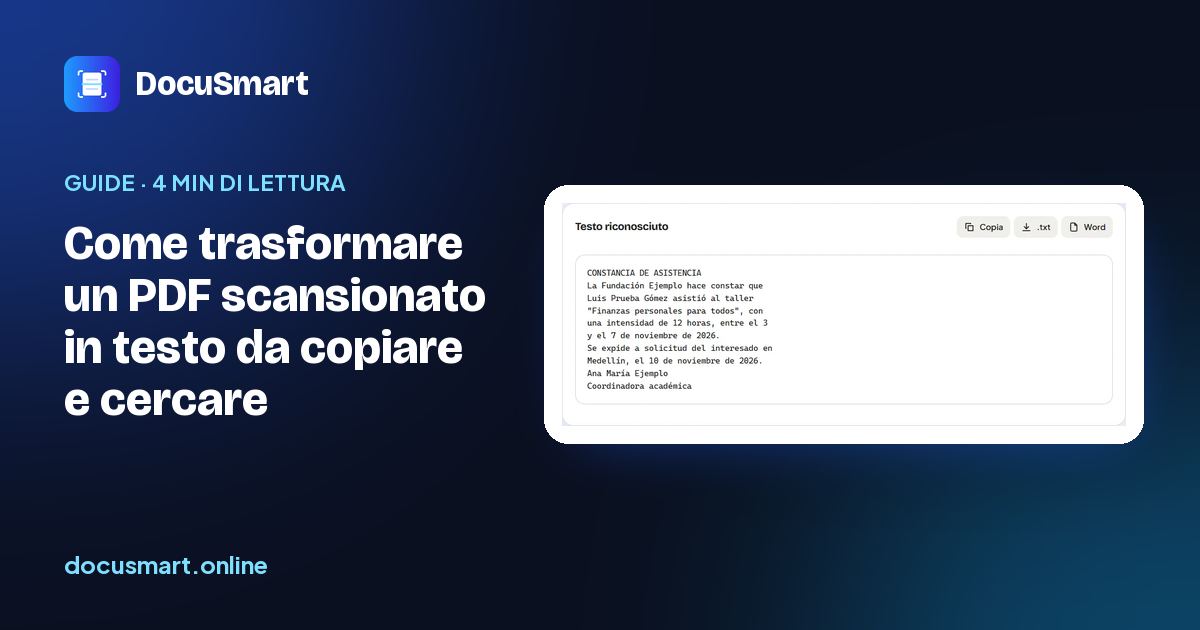 DocuSmart
GUIDE · 4 MIN DI LETTURA
Come trasformare
un PDF scansionato
in testo da copiare
e cercare
docusmart.online
Testo riconosciuto
Copia
.txt
Word
CONSTANCIA DE ASISTENCIA
La Fundación Ejemplo hace constar que
Luis Prueba Gómez asistió al taller
"Finanzas personales para todos", con
una intensidad de 12 horas, entre el 3
y el 7 de noviembre de 2026.
Se expide a solicitud del interesado en
Medellín, el 10 de noviembre de 2026.
Ana María Ejemplo
Coordinadora académica